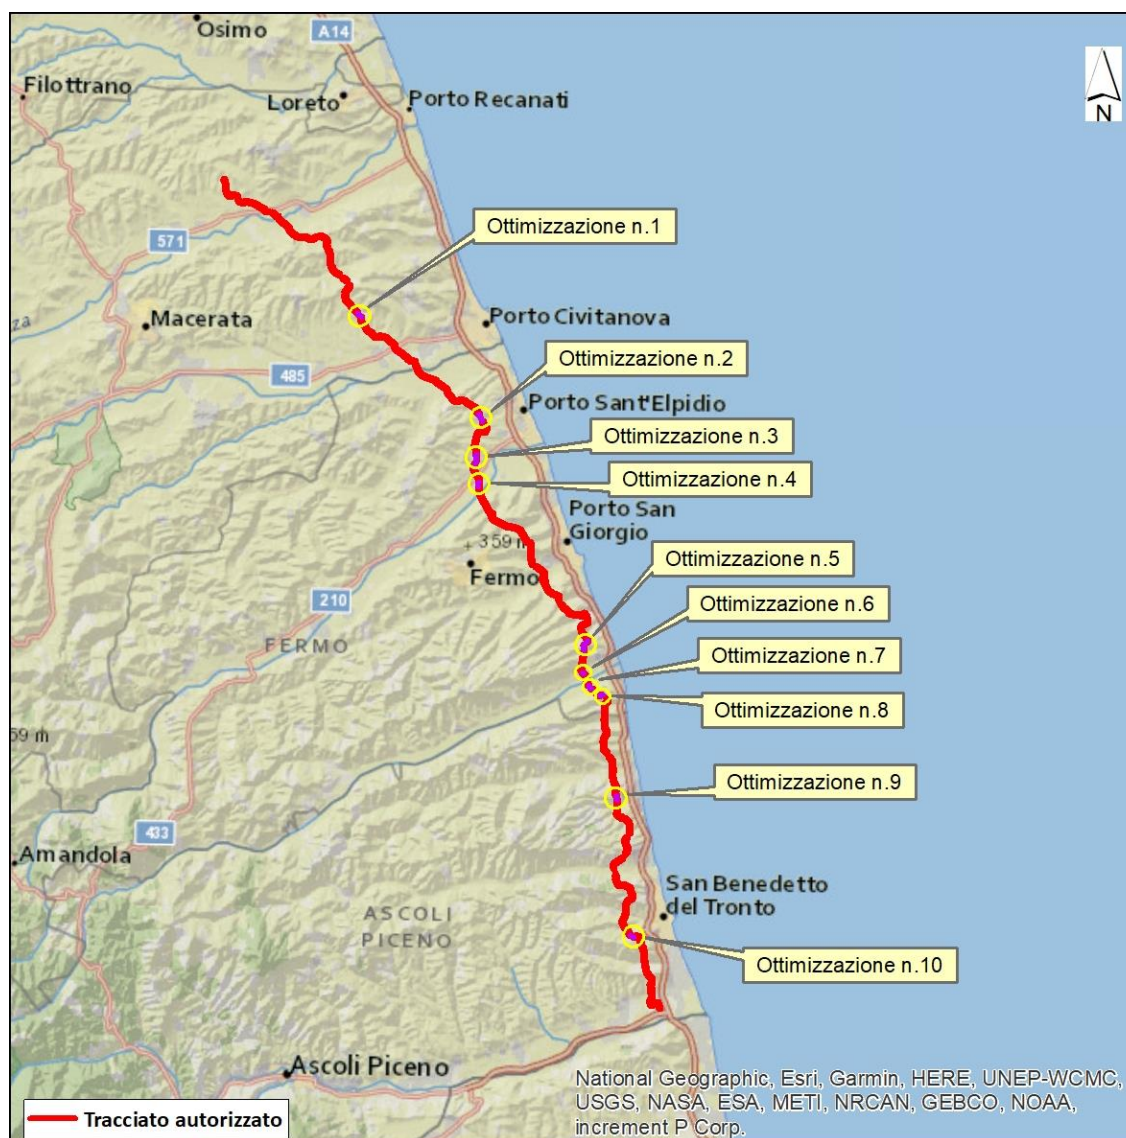 Osimo
A14
Filottrano
Loreto
Porto Recanati
N
Ottimizzazione n.1
571
Macerata
Porto Civitanova
Ottimizzazione n.2
485
Porto Sant'Elpidio
Ottimizzazione n.3
Ottimizzazione n.4
Porto San
Giorgio
+ 359 m
Fermo
Ottimizzazione n.5
210
Ottimizzazione n.6
FERMO
Ottimizzazione n.7
Ottimizzazione n.8
59 m
Ottimizzazione n.9
433
Amandola
San Benedetto
del Tronto
ASCOLI
PICENO
Ottimizzazione n.10
Ascoli Piceno
National Geographic, Esri, Garmin, HERE, UNEP-WCMC,
USGS, NASA, ESA, METI, NRCAN, GEBCO, NOAA,
increment P Corp.
Tracciato autorizzato